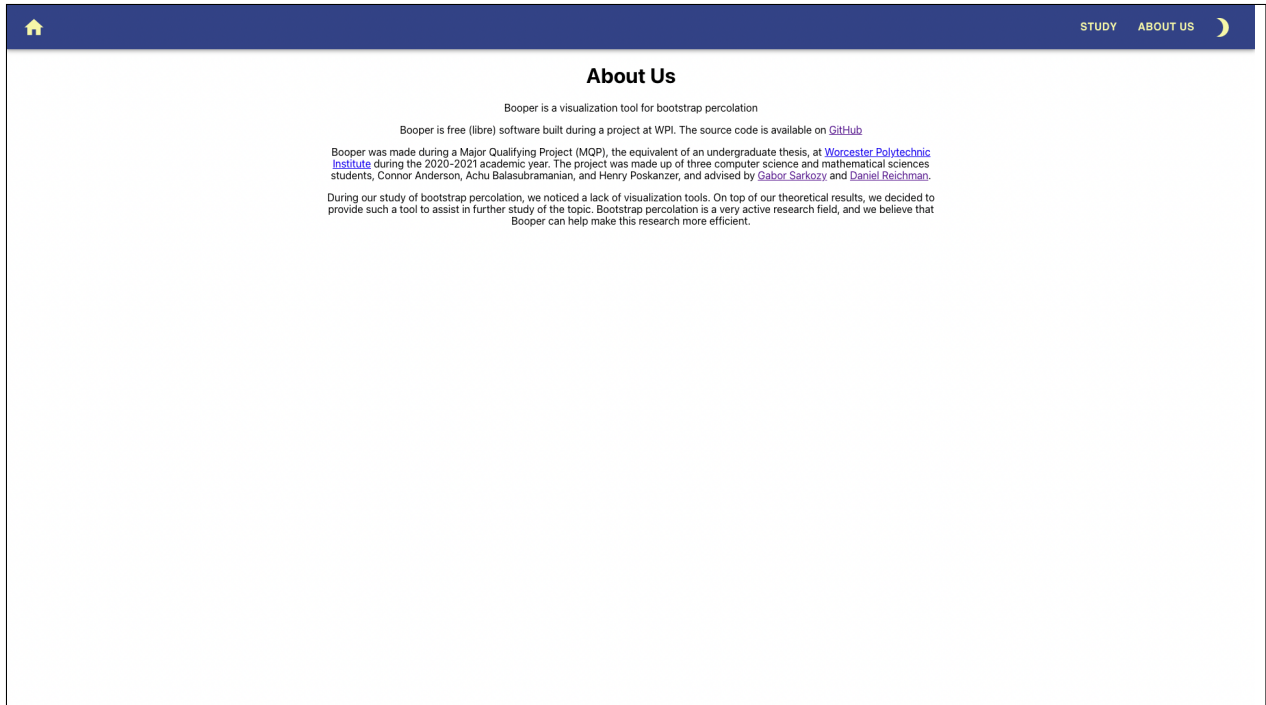 STUDY ABOUT US
About Us
Booper is a visualization tool for bootstrap percolation
Booper is free (libre) software built during a project at WPI. The source code is available on GitHub
Booper was made during a Major Qualifying Project (MQP), the equivalent of an undergraduate thesis, at Worcester Polytechnic
Institute during the 2020-2021 academic year. The project was made up of three computer science and mathematical sciences
students, Connor Anderson, Achu Balasubramanian, and Henry Poskanzer, and advised by Gabor Sarkozy and Daniel Reichman.
During our study of bootstrap percolation, we noticed a lack of visualization tools. On top of our theoretical results, we decided to
provide such a tool to assist in further study of the topic. Bootstrap percolation is a very active research field, and we believe that
Booper can help make this research more efficient.